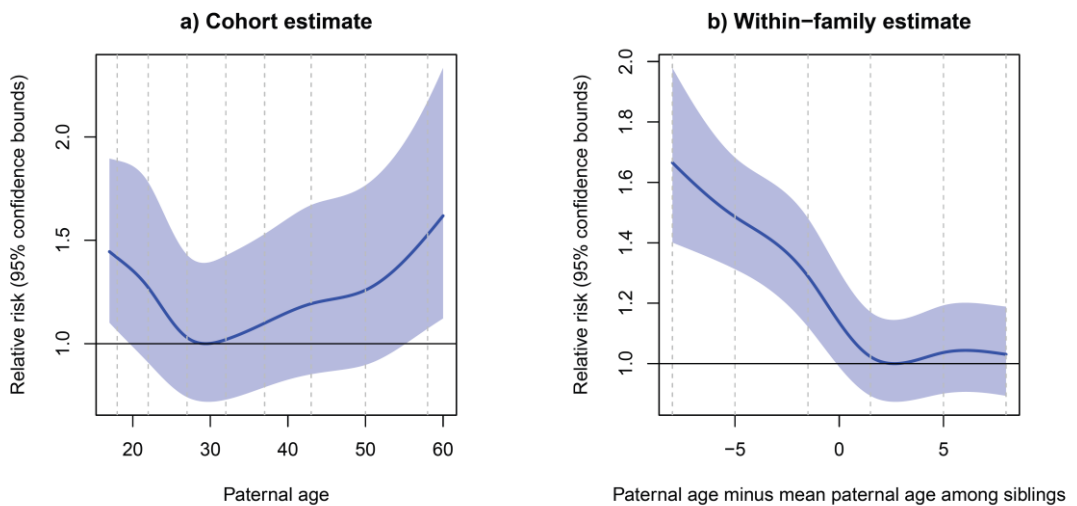 a) Cohort estimate
Relative risk (95% confidence bounds)
2.0
1.5
1.0
20 30 40 50 60
Paternal age
b) Within−family estimate
Relative risk (95% confidence bounds)
2.0
1.8
1.6
1.4
1.2
1.0
−5 0 5
Paternal age minus mean paternal age among siblings